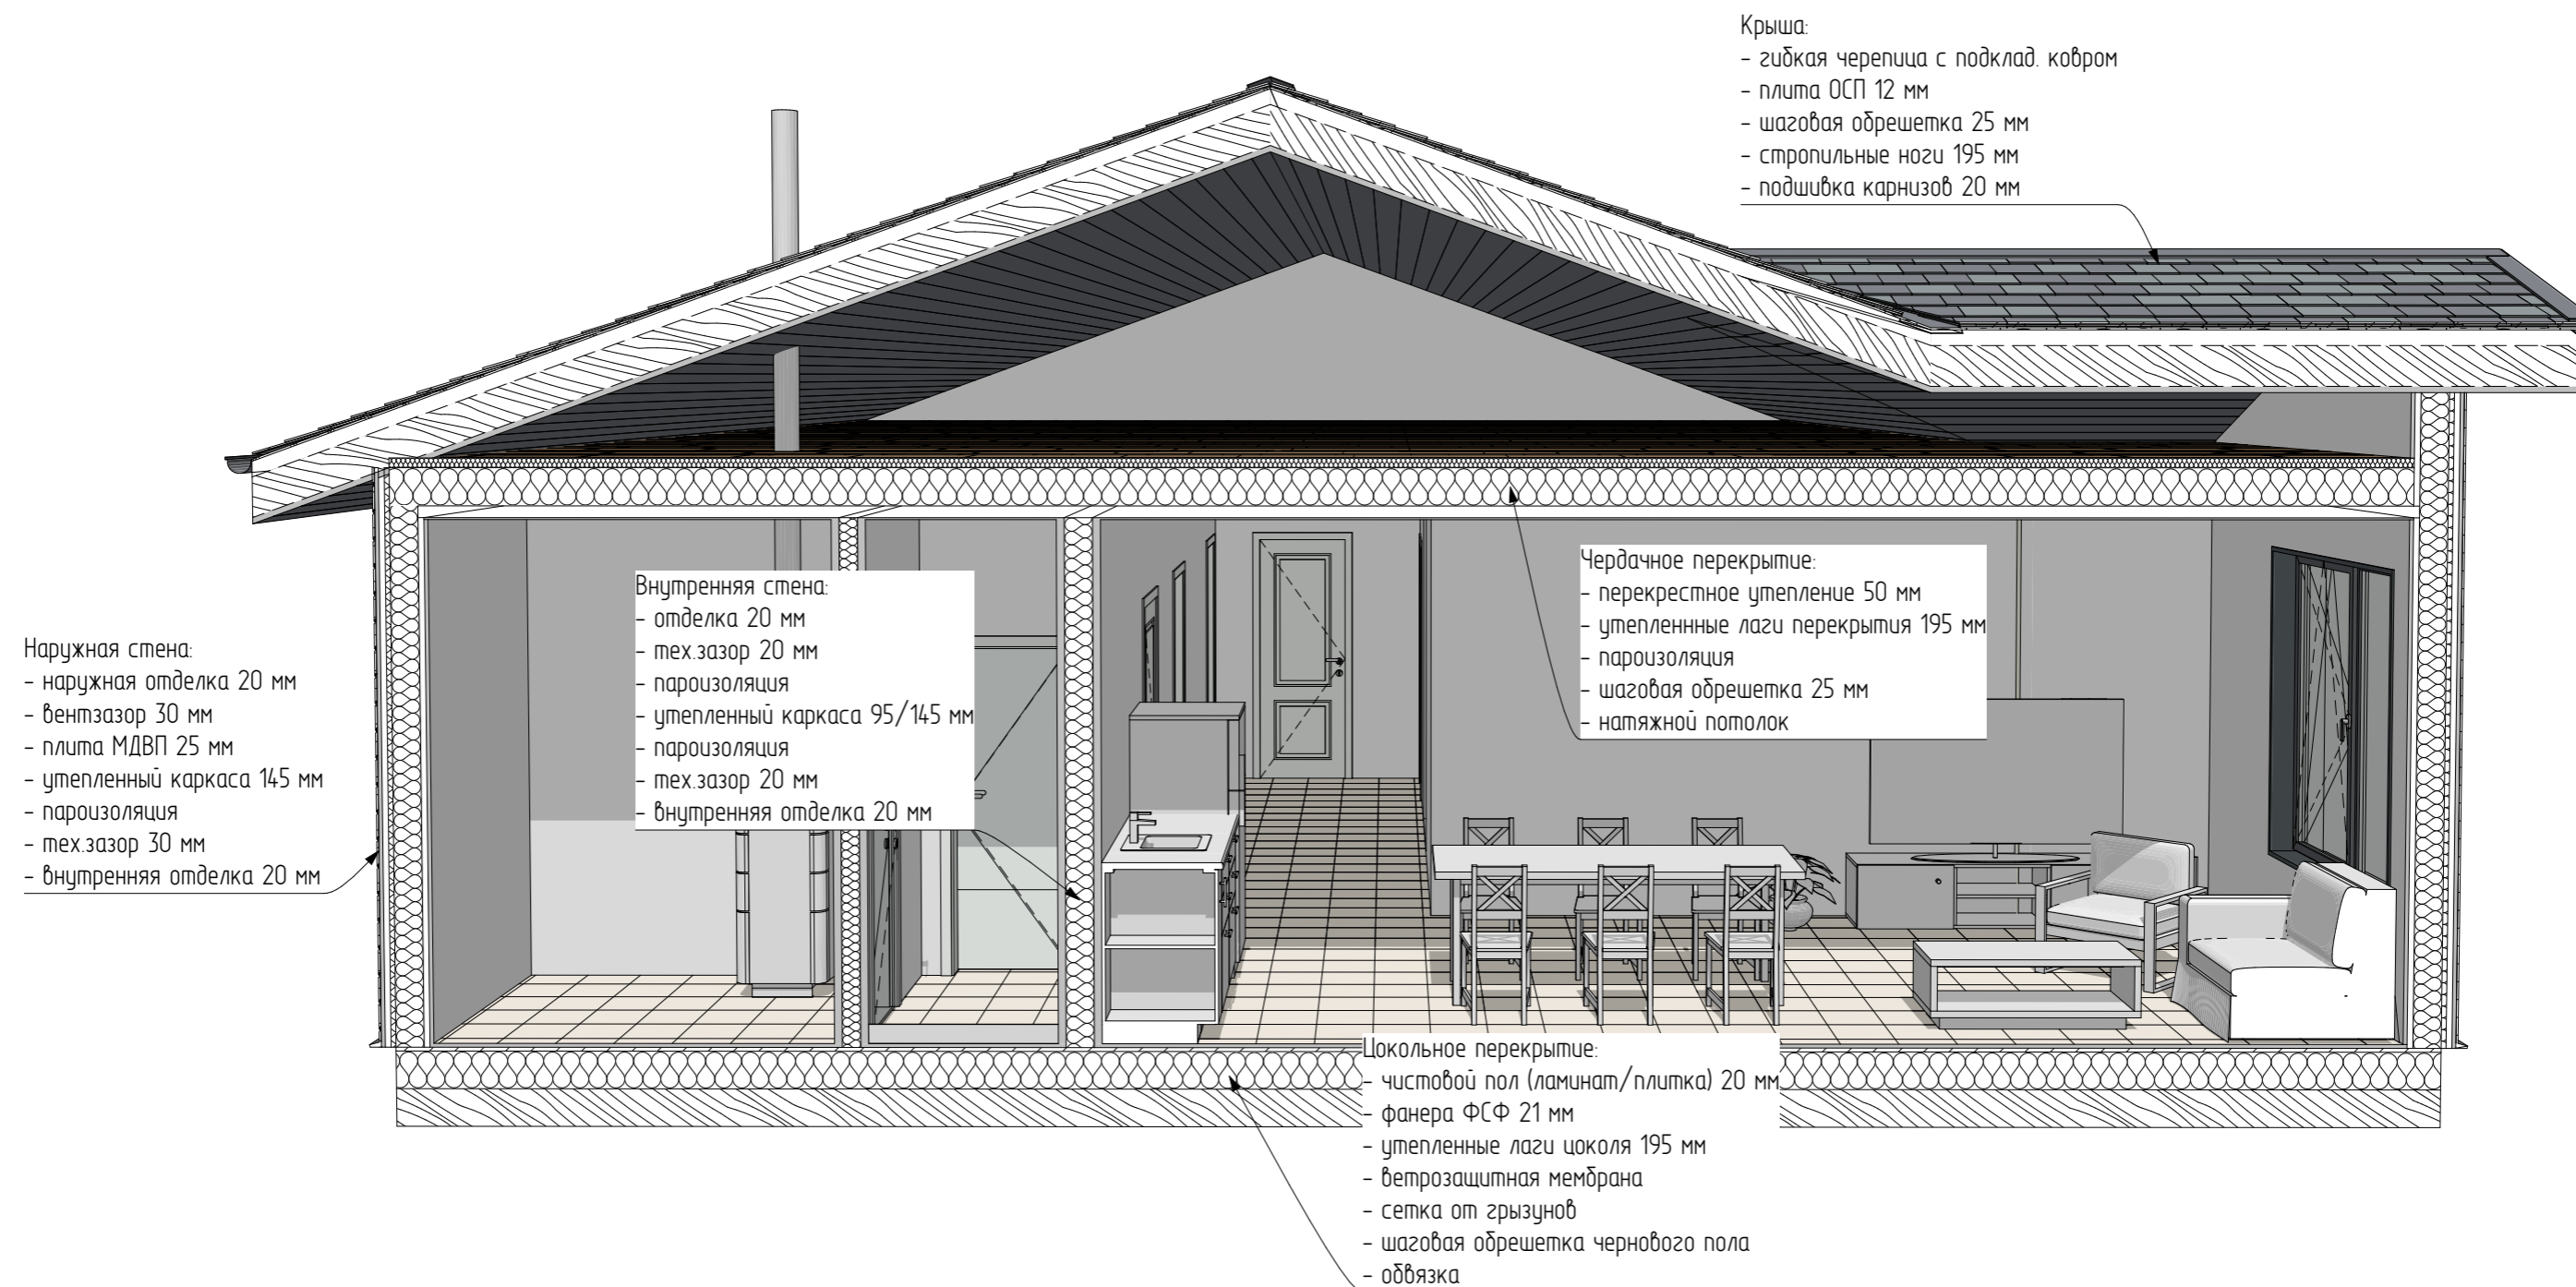 Крыша:
- гибкая черепица с подклад. ковром
- плита ОСП 12 мм
- шаговая обрешетка 25 мм
- стропильные ноги 195 мм
- подшивка карнизов 20 мм
Чердачное перекрытие:
- перекрестное утепление 50 мм
- утепленнные лаги перекрытия 195 мм
- пароизоляция
- шаговая обрешетка 25 мм
- натяжной потолок
Внутренняя стена:
- отделка 20 мм
- тех.зазор 20 мм
- пароизоляция
- утепленный каркаса 95/145 мм
- пароизоляция
- тех.зазор 20 мм
- внутренняя отделка 20 мм
Наружная стена:
- наружная отделка 20 мм
- вентзазор 30 мм
- плита МДВП 25 мм
- утепленный каркаса 145 мм
- пароизоляция
- тех.зазор 30 мм
- внутренняя отделка 20 мм
Цокольное перекрытие:
- чистовой пол (ламинат/плитка) 20 мм
- фанера ФСФ 21 мм
- утепленные лаги цоколя 195 мм
- ветрозащитная мембрана
- сетка от грызунов
- шаговая обрешетка чернового пола
- обвязка